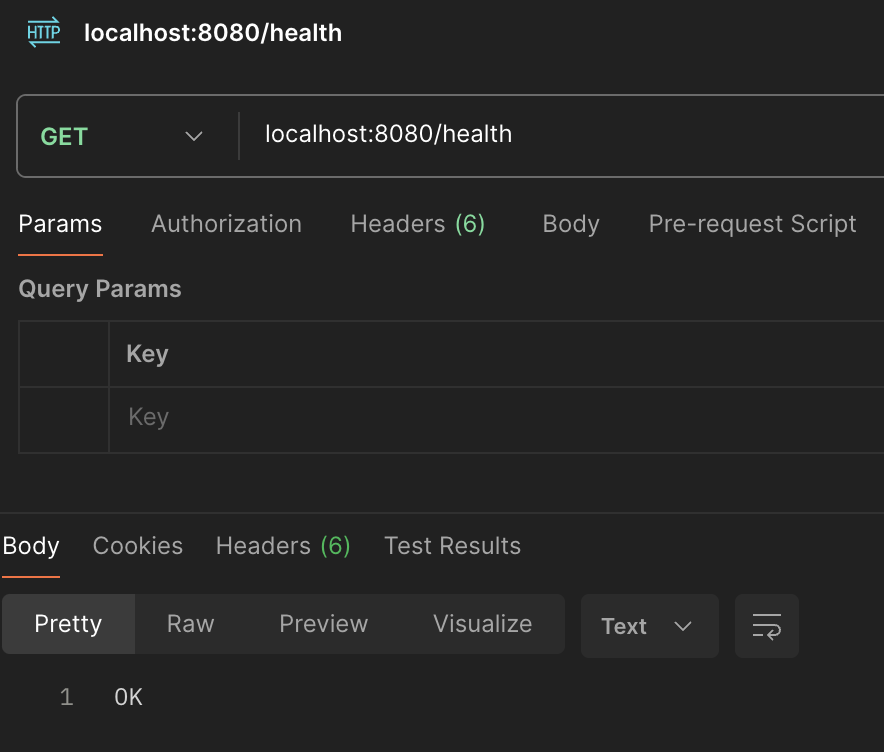 HTTP localhost:8080/health
GET localhost:8080/health
Params Authorization Headers (6) Body Pre-request Script
Query Params
Key
Key
Body Cookies Headers (6) Test Results
Pretty Raw Preview Visualize Text
1 OK